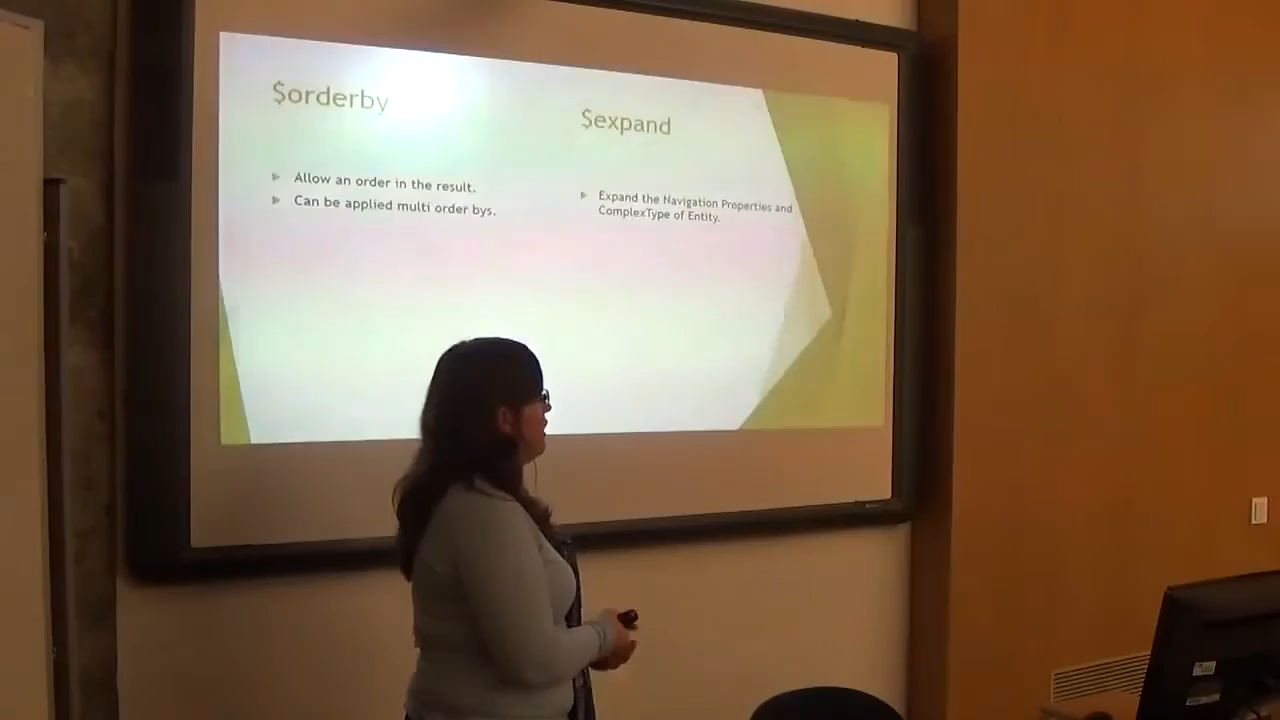 $orderby
Allow an order in the result.
Can be applied multi order bys.
$expand
Expand the Navigation Properties and
ComplexType of Entity.